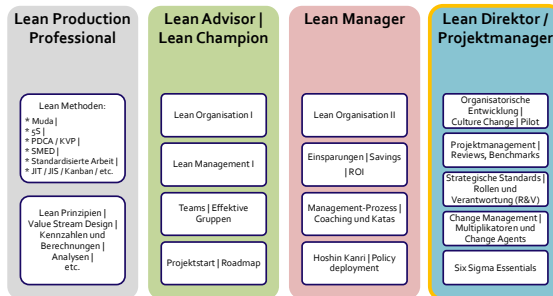 Lean Production
Professional
Lean Methoden:
* Muda |
* 5S |
* PDCA / KVP |
* SMED |
* Standardisierte Arbeit |
* JIT / JIS / Kanban / etc.
Lean Prinzipien |
Value Stream Design |
Kennzahlen und
Berechnungen |
Analysen |
etc.
Lean Advisor |
Lean Champion
Lean Organisation I
Lean Management I
Teams | Effektive
Gruppen
Projektstart | Roadmap
Lean Manager
Lean Organisation II
Einsparungen | Savings
| ROI
Management-Prozess |
Coaching und Katas
Hoshin Kanri | Policy
deployment
Lean Direktor /
Projektmanager
Organisatorische
Entwicklung |
Culture Change | Pilot
Projektmanagement |
Reviews, Benchmarks
Strategische Standards |
Rollen und
Verantwortung (R&V)
Change Management |
Multiplikatoren und
Change Agents
Six Sigma Essentials